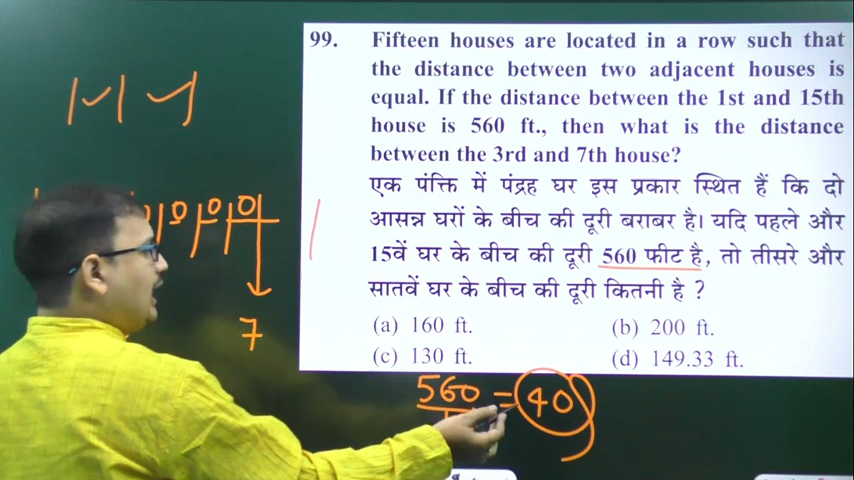 99. Fifteen houses are located in a row such that
the distance between two adjacent houses is
equal. If the distance between the 1st and 15th
house is 560 ft., then what is the distance
between the 3rd and 7th house?
एक पंक्ति में पंद्रह घर इस प्रकार स्थित हैं कि दो
आसन्न घरों के बीच की दूरी बराबर है। यदि पहले और
15वें घर के बीच की दूरी 560 फीट है, तो तीसरे और
सातवें घर के बीच की दूरी कितनी है ?
(a) 160 ft. (b) 200 ft.
(c) 130 ft. (d) 149.33 ft.
7
560 = 40